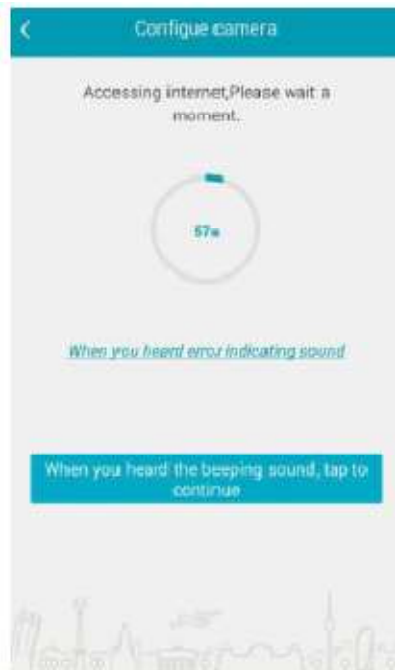 Configue camera
Accessing internet,Please wait a
moment.
57s
When you heard error indicating sound
When you heard the beeping sound, tap to
continue